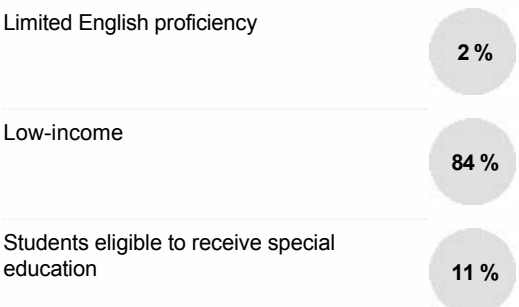 Limited English proficiency
2 %
Low-income
84 %
Students eligible to receive special
education
11 %